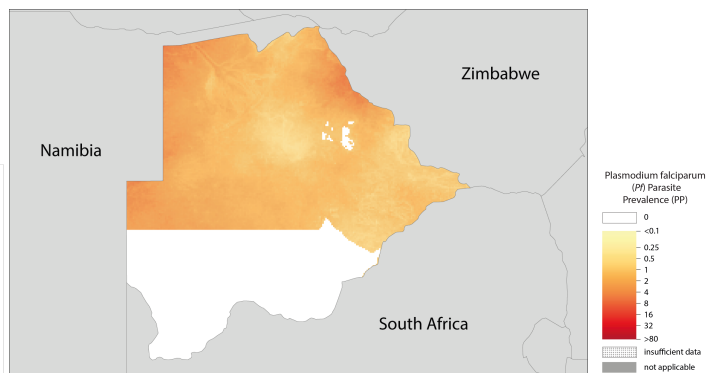 Zimbabwe
Namibia
South Africa
Plasmodium falciparum
(Pf) Parasite
Prevalence (PP)
0
<0.1
0.25
0.5
1
2
4
8
16
32
>80
insufficient data
not applicable